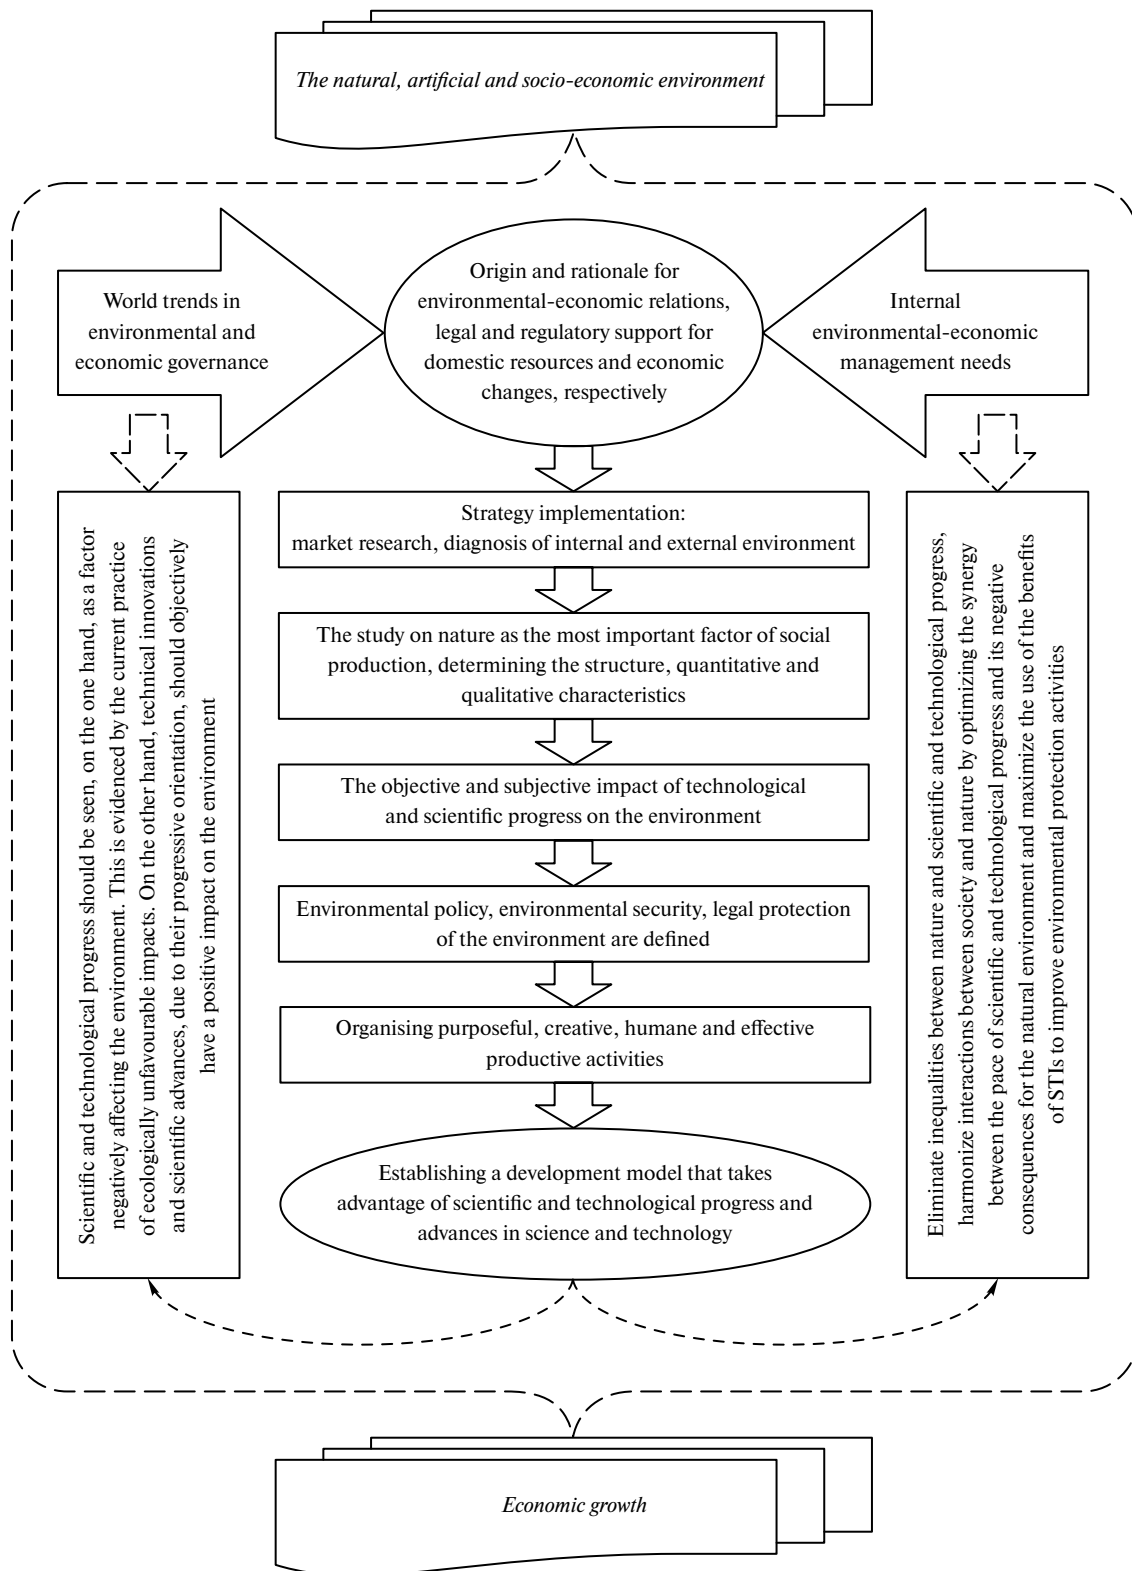 The natural, artificial and socio-economic environment
World trends in
environmental and
economic governance
Origin and rationale for
environmental-economic relations,
legal and regulatory support for
domestic resources and economic
changes, respectively
Internal
environmental-economic
management needs
Scientific and technological progress should be seen, on the one hand, as a factor
negatively affecting the environment. This is evidenced by the current practice
of ecologically unfavourable impacts. On the other hand, technical innovations
and scientific advances, due to their progressive orientation, should objectively
have a positive impact on the environment
Strategy implementation:
market research, diagnosis of internal and external environment
The study on nature as the most important factor of social
production, determining the structure, quantitative and
qualitative characteristics
The objective and subjective impact of technological
and scientific progress on the environment
Environmental policy, environmental security, legal protection
of the environment are defined
Organising purposeful, creative, humane and effective
productive activities
Establishing a development model that takes
advantage of scientific and technological progress and
advances in science and technology
Eliminate inequalities between nature and scientific and technological progress,
harmonize interactions between society and nature by optimizing the synergy
between the pace of scientific and technological progress and its negative
consequences for the natural environment and maximize the use of the benefits
of STIs to improve environmental protection activities
Economic growth